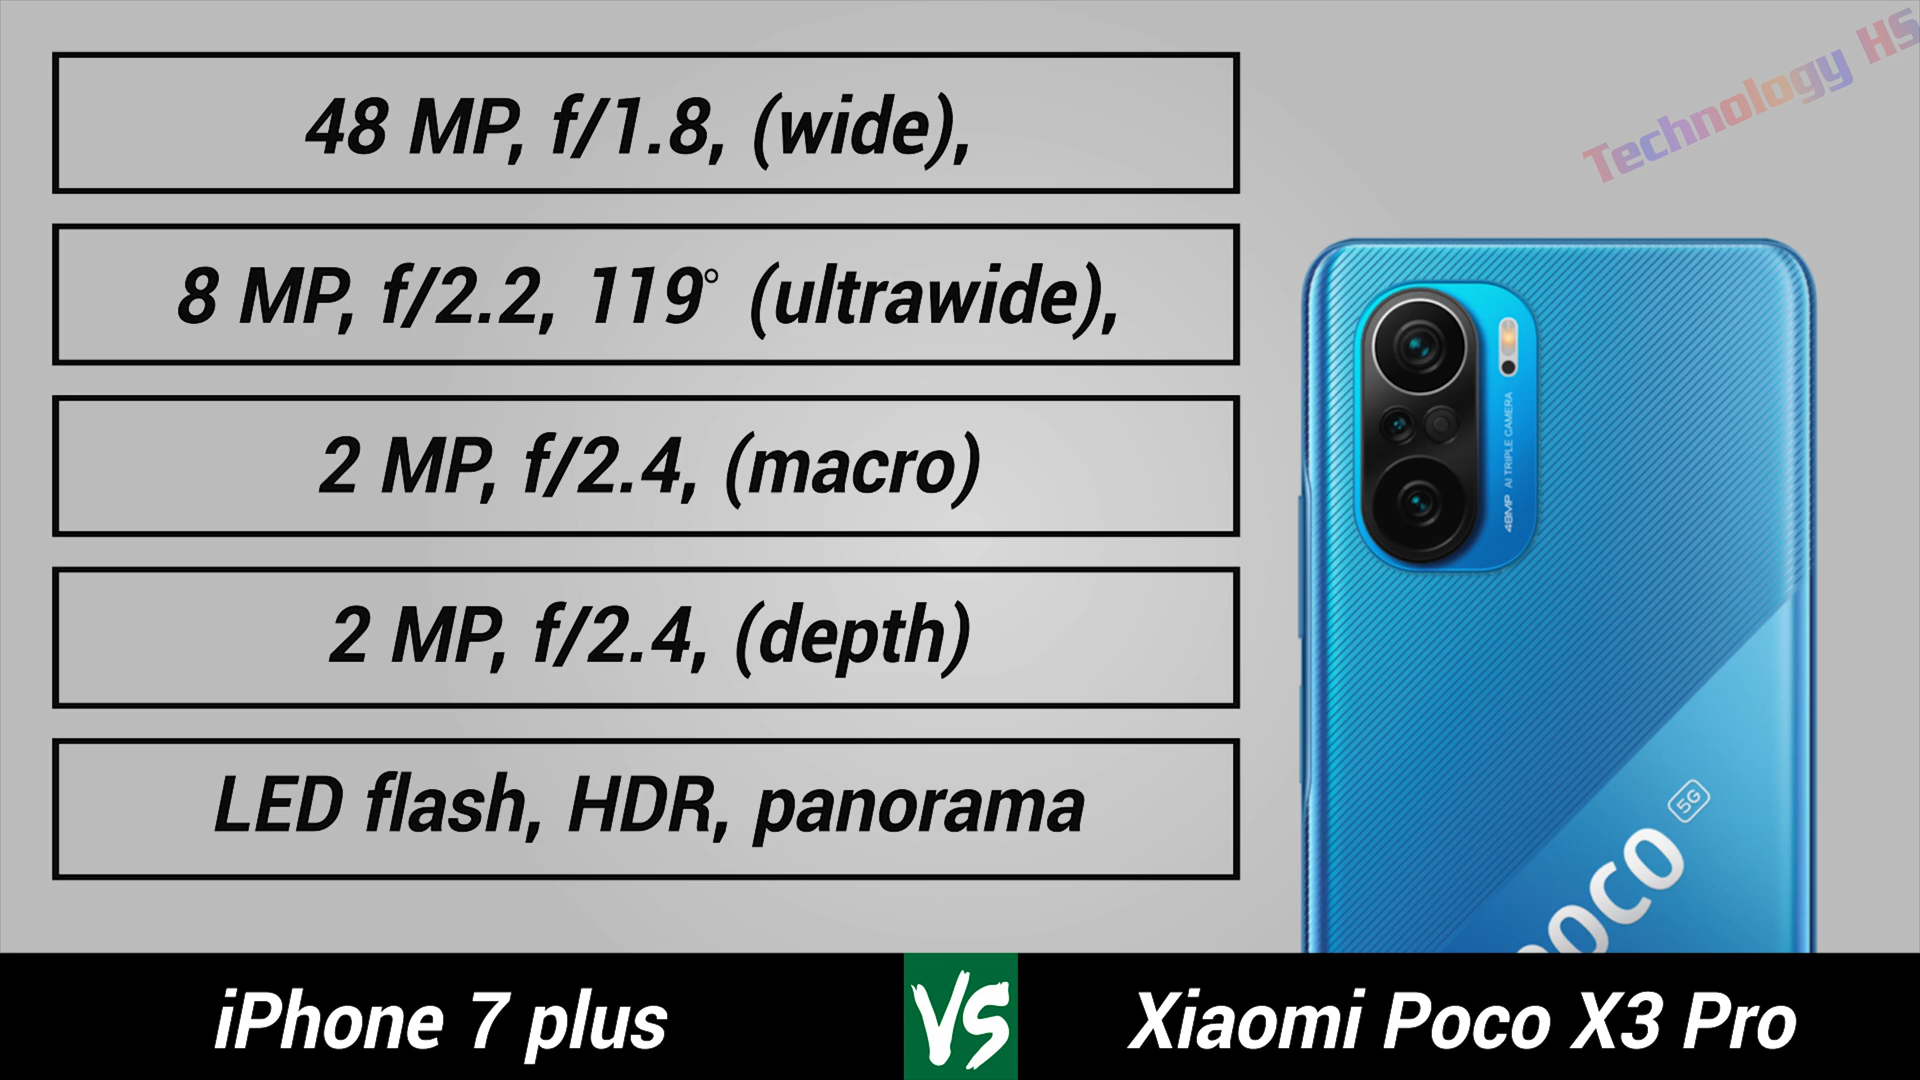 Technology HS
48 MP, f/1.8, (wide),
8 MP, f/2.2, 119° (ultrawide),
2 MP, f/2.4, (macro)
2 MP, f/2.4, (depth)
LED flash, HDR, panorama
48MP AI TRIPLE CAMERA
5G
POCO
iPhone 7 plus
VS
Xiaomi Poco X3 Pro